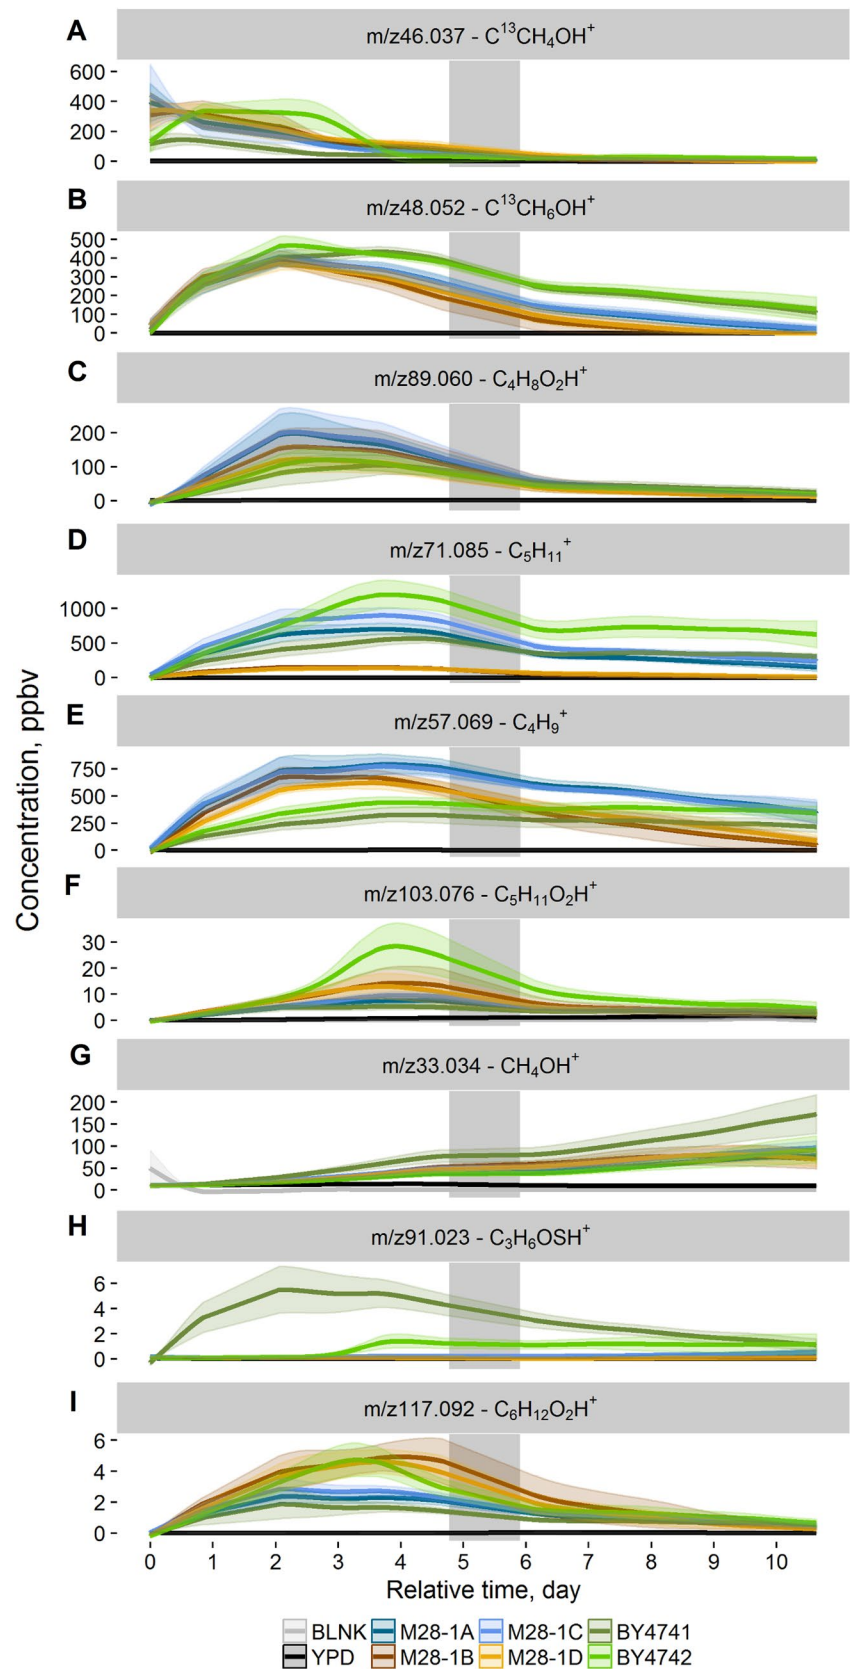 A
m/z46.037 - C¹³CH₄OH⁺
600
400
200
0
B
m/z48.052 - C¹³CH₆OH⁺
500
400
300
200
100
0
C
m/z89.060 - C₄H₈O₂H⁺
200
100
0
D
m/z71.085 - C₅H₁₁⁺
1000
500
0
E
m/z57.069 - C₄H₉⁺
750
500
250
0
F
m/z103.076 - C₅H₁₁O₂H⁺
30
20
10
0
G
m/z33.034 - CH₄OH⁺
200
150
100
50
0
H
m/z91.023 - C₃H₆OSH⁺
6
4
2
0
I
m/z117.092 - C₆H₁₂O₂H⁺
6
4
2
0
0 1 2 3 4 5 6 7 8 9 10
Relative time, day
Concentration, ppbv
BLNK M28-1A M28-1C BY4741
YPD M28-1B M28-1D BY4742